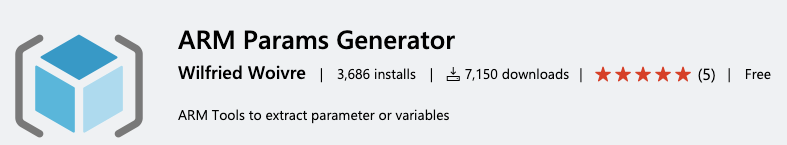 ARM Params Generator
Wilfried Woivre | 3,686 installs | 7,150 downloads | (5) | Free
ARM Tools to extract parameter or variables